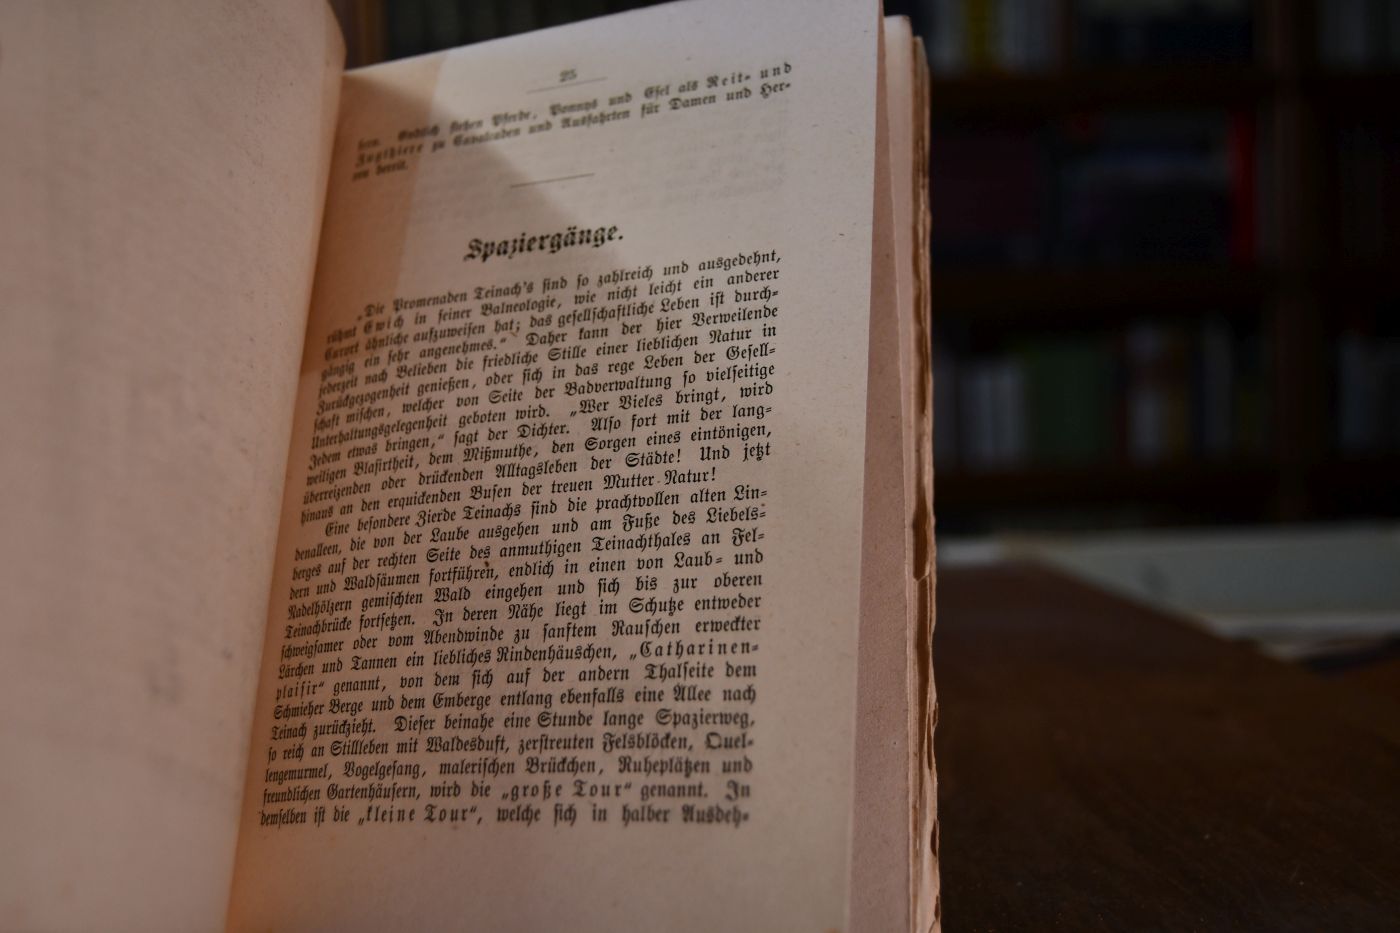 25
ken. Endlich stehen Pferde, Ponnys und Esel als Reit- und
Zugthiere zu Cavalcaden und Ausfahrten für Damen und Her-
ren bereit.
Spaziergänge.
„Die Promenaden Teinach's sind so zahlreich und ausgedehnt,
rühmt Ewich in seiner Balneologie, wie nicht leicht ein anderer
Curort ähnliche aufzuweisen hat; das gesellschaftliche Leben ist durch-
gängig ein sehr angenehmes.“ Daher kann der hier Verweilende
jederzeit nach Belieben die friedliche Stille einer lieblichen Natur in
Zurückgezogenheit genießen, oder sich in das rege Leben der Gesell-
schaft mischen, welcher von Seite der Badverwaltung so vielseitige
Unterhaltungsgelegenheit geboten wird. „Wer Vieles bringt, wird
Jedem etwas bringen,“ sagt der Dichter. Also fort mit der lang-
weiligen Blasirtheit, dem Mißmuthe, den Sorgen eines eintönigen,
überreizenden oder drückenden Alltagsleben der Städte! Und jetzt
hinaus an den erquickenden Busen der treuen Mutter Natur!
Eine besondere Zierde Teinachs sind die prachtvollen alten Lin-
denalleen, die von der Laube ausgehen und am Fuße des Liebels-
berges auf der rechten Seite des anmuthigen Teinachthales an Fel-
dern und Waldsäumen fortführen, endlich in einen von Laub- und
Nadelhölzern gemischten Wald eingehen und sich bis zur oberen
Teinachbrücke fortsetzen. In deren Nähe liegt im Schutze entweder
schweigsamer oder vom Abendwinde zu sanftem Rauschen erweckter
Lärchen und Tannen ein liebliches Rindenhäuschen, „Catharinen-
plaisir“ genannt, von dem sich auf der andern Thalseite dem
Schmieher Berge und dem Emberge entlang ebenfalls eine Allee nach
Teinach zurückzieht. Dieser beinahe eine Stunde lange Spazierweg,
so reich an Stillleben mit Waldesduft, zerstreuten Felsblöcken, Quel-
lengemurmel, Vogelgesang, malerischen Brückchen, Ruheplätzen und
freundlichen Gartenhäusern, wird die „große Tour“ genannt. In
demselben ist die „kleine Tour“, welche sich in halber Ausdeh-